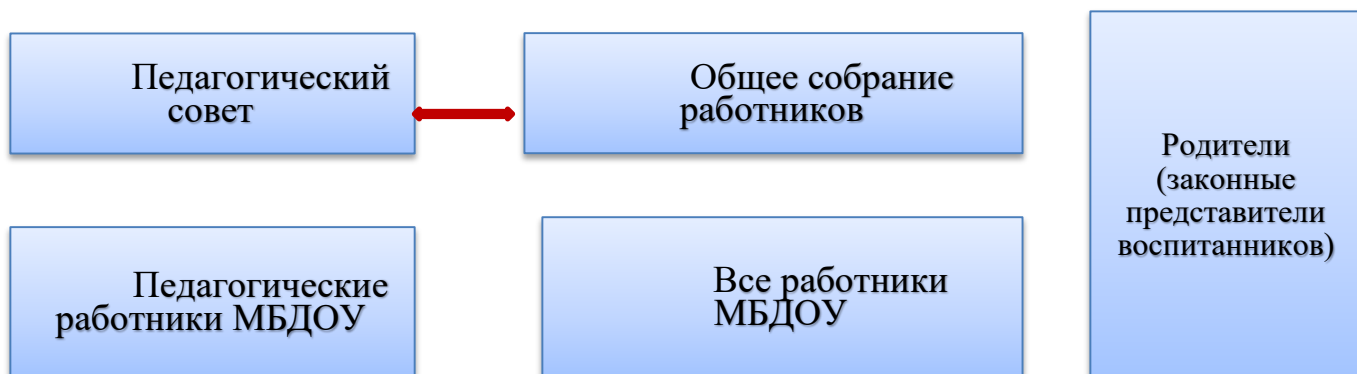 Педагогический
совет
Общее собрание
работников
Родители
(законные
представители
воспитанников)
Педагогические
работники МБДОУ
Все работники
МБДОУ